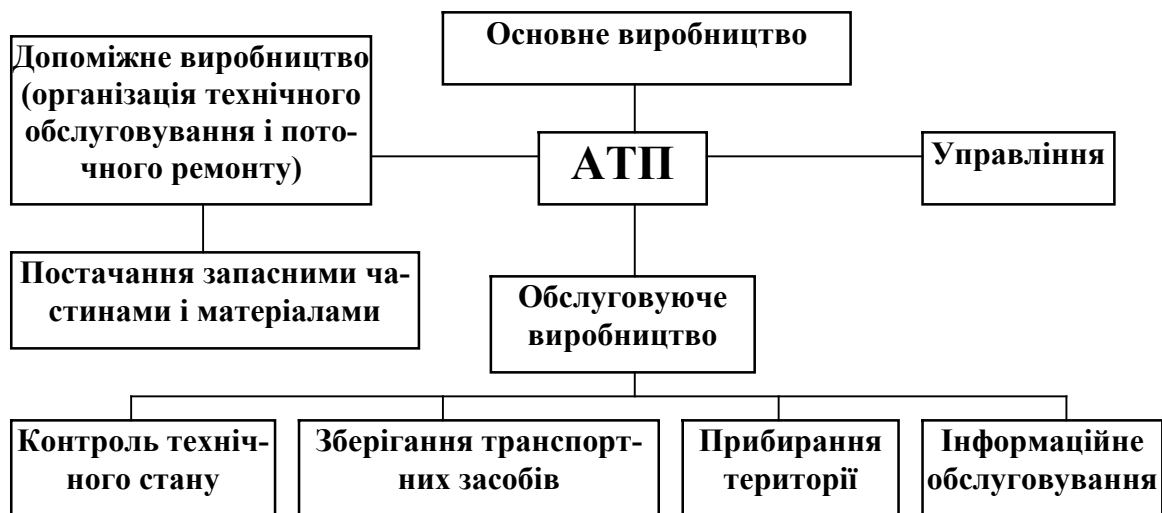 Основне виробництво
Допоміжне виробництво
(організація технічного
обслуговування і пото-
чного ремонту)
АТП
Управління
Постачання запасними ча-
стинами і матеріалами
Обслуговуюче
виробництво
Контроль техніч-
ного стану
Зберігання транспорт-
них засобів
Прибирання
території
Інформаційне
обслуговування